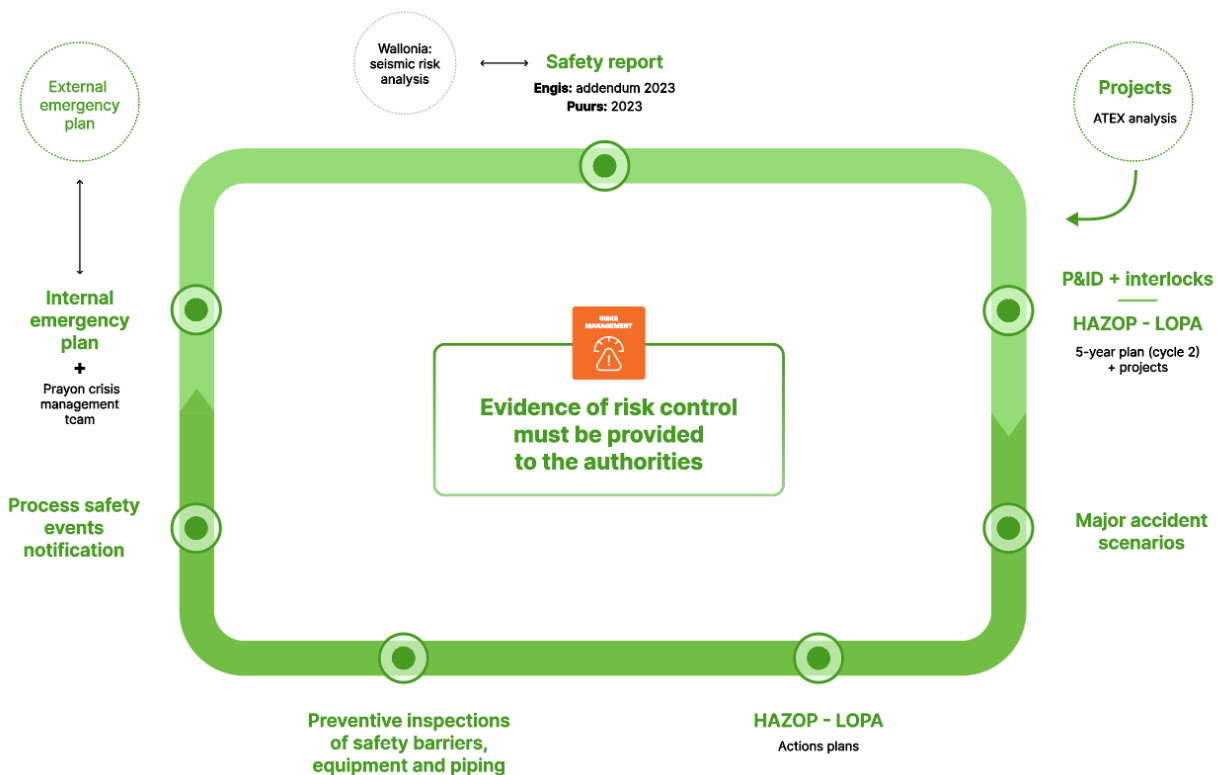 Wallonia:
seismic risk
analysis
Safety report
Engis: addendum 2023
Puurs: 2023
External
emergency
plan
Projects
ATEX analysis
Internal
emergency
plan
+
Prayon crisis
management
team
P&ID + interlocks
HAZOP - LOPA
5-year plan (cycle 2)
+ projects
RISKS
MANAGEMENT
Evidence of risk control
must be provided
to the authorities
Process safety
events
notification
Major accident
scenarios
Preventive inspections
of safety barriers,
equipment and piping
HAZOP - LOPA
Actions plans